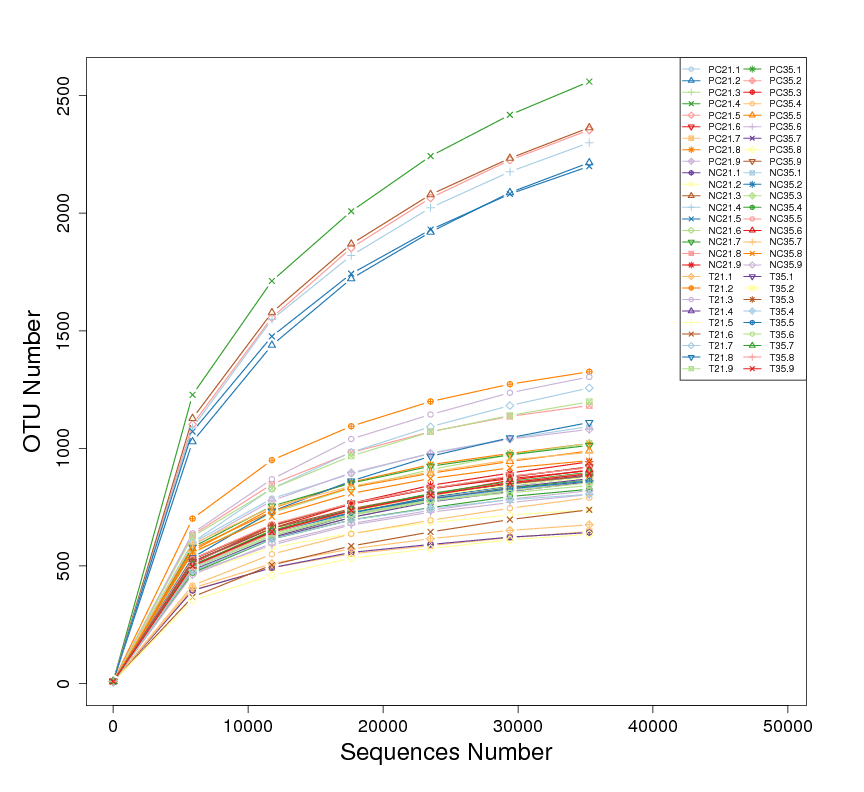 PC21.1 PC35.1
PC21.2 PC35.2
PC21.3 PC35.3
PC21.4 PC35.4
PC21.5 PC35.5
PC21.6 PC35.6
PC21.7 PC35.7
PC21.8 PC35.8
PC21.9 PC35.9
NC21.1 NC35.1
NC21.2 NC35.2
NC21.3 NC35.3
NC21.4 NC35.4
NC21.5 NC35.5
NC21.6 NC35.6
NC21.7 NC35.7
NC21.8 NC35.8
NC21.9 NC35.9
T21.1 T35.1
T21.2 T35.2
T21.3 T35.3
T21.4 T35.4
T21.5 T35.5
T21.6 T35.6
T21.7 T35.7
T21.8 T35.8
T21.9 T35.9
2500
2000
1500
1000
500
0
OTU Number
0 10000 20000 30000 40000 50000
Sequences Number